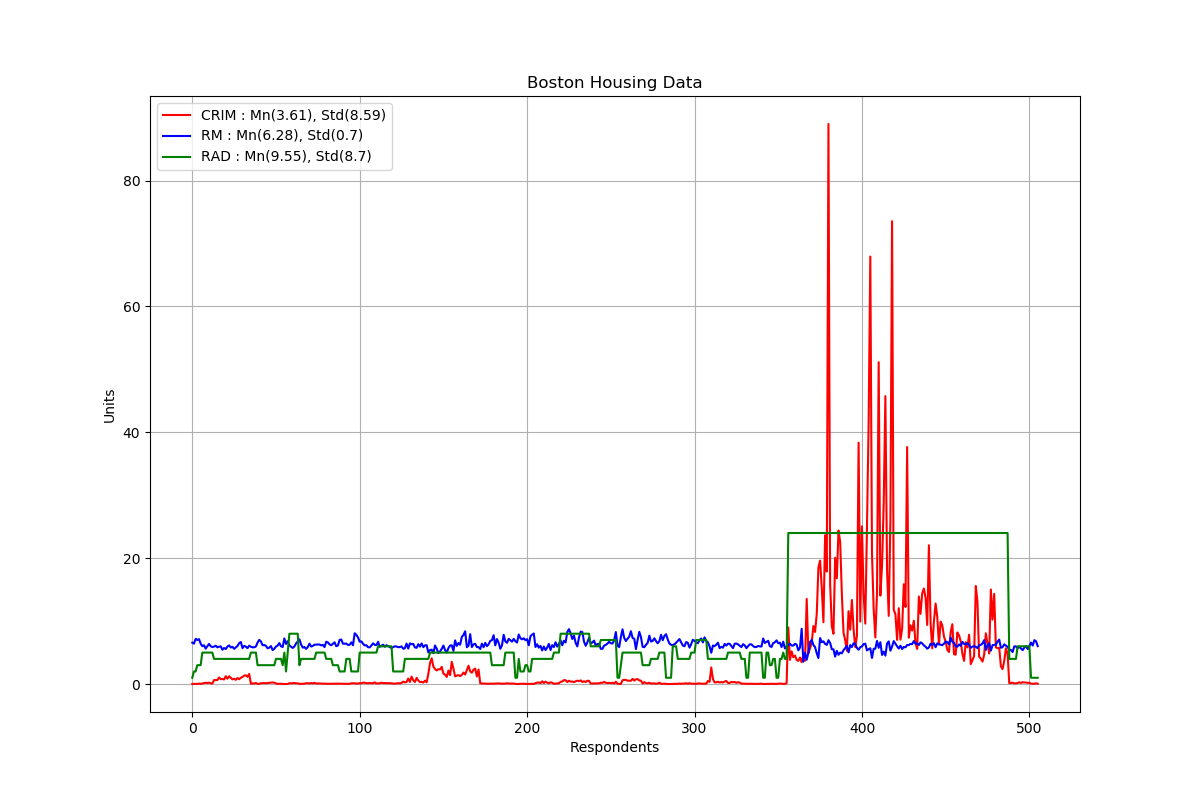 Boston Housing Data
CRIM : Mn(3.61), Std(8.59)
RM : Mn(6.28), Std(0.7)
RAD : Mn(9.55), Std(8.7)
80
60
40
20
0
Units
0 100 200 300 400 500
Respondents